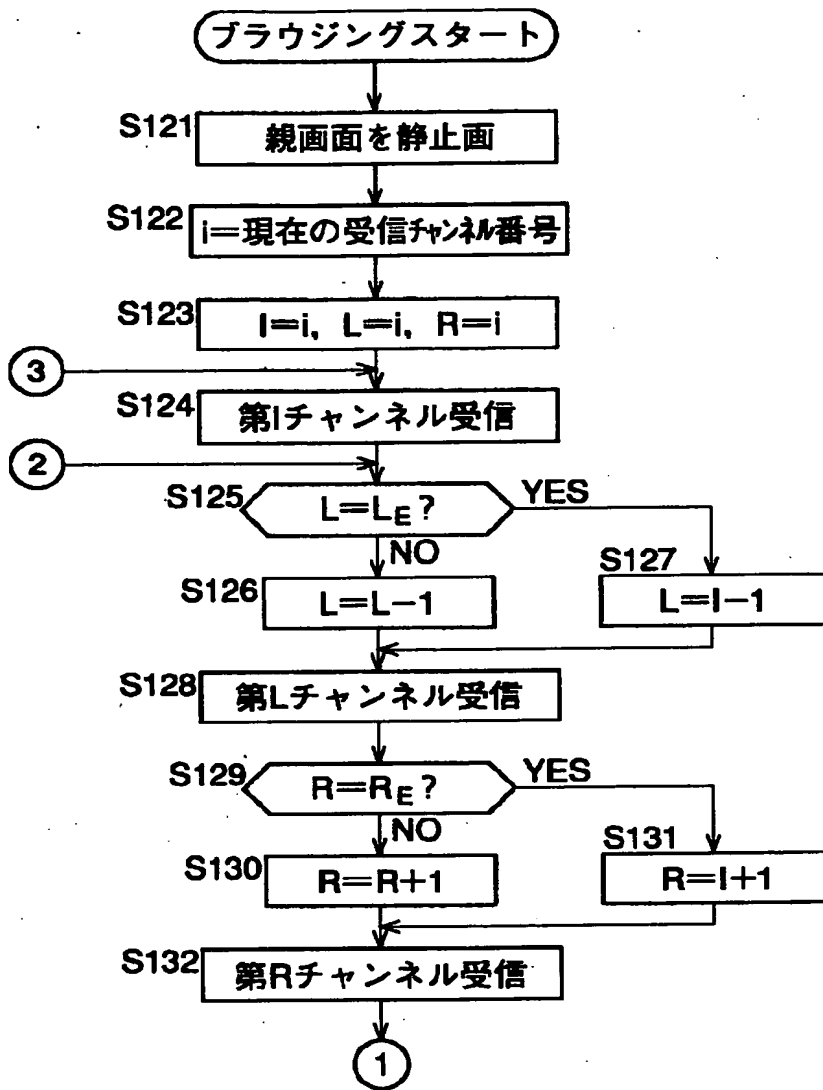 ブラウジングスタート
S121
親画面を静止画
S122
i=現在の受信チャンネル番号
S123
I=i, L=i, R=i
3
S124
第Iチャンネル受信
2
S125
L=LE?
YES
NO
S126
L=L-1
S127
L=I-1
S128
第Lチャンネル受信
S129
R=RE?
YES
NO
S130
R=R+1
S131
R=I+1
S132
第Rチャンネル受信
1